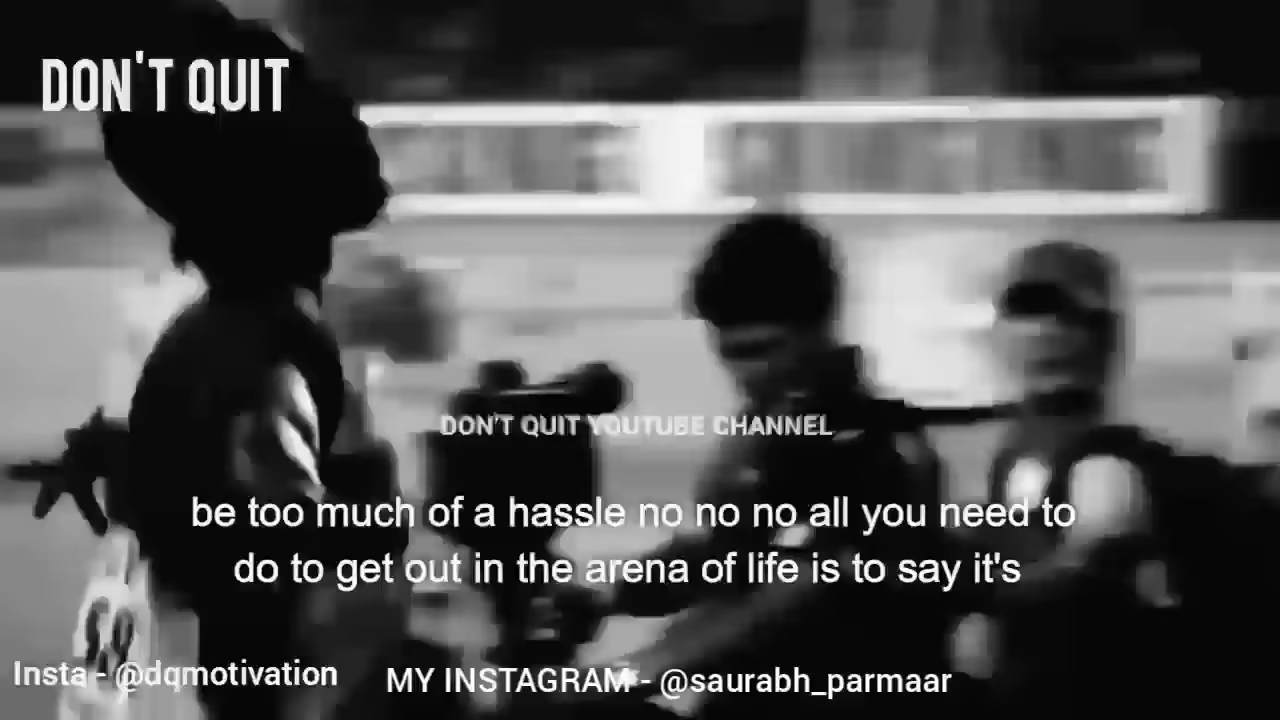 DON'T QUIT
DON'T QUIT YOUTUBE CHANNEL
be too much of a hassle no no no all you need to
do to get out in the arena of life is to say it's
Insta - @dqmotivation
MY INSTAGRAM - @saurabh_parmaar